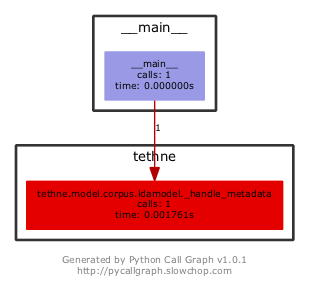 __main__
__main__
calls: 1
time: 0.000000s
1
tethne
tethne.model.corpus.ldamodel._handle_metadata
calls: 1
time: 0.001761s
Generated by Python Call Graph v1.0.1
http://pycallgraph.slowchop.com